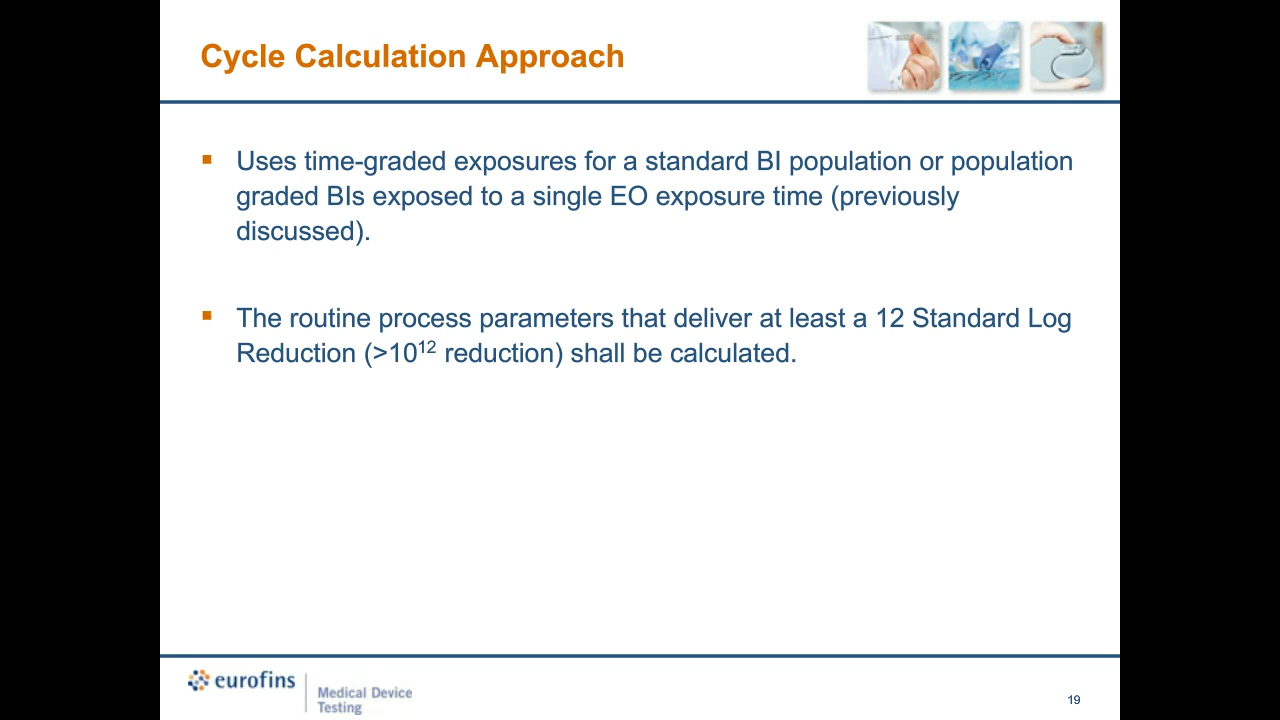 Cycle Calculation Approach
▪ Uses time-graded exposures for a standard BI population or population
graded BIs exposed to a single EO exposure time (previously
discussed).
▪ The routine process parameters that deliver at least a 12 Standard Log
Reduction (>10¹² reduction) shall be calculated.
eurofins
Medical Device
Testing
19